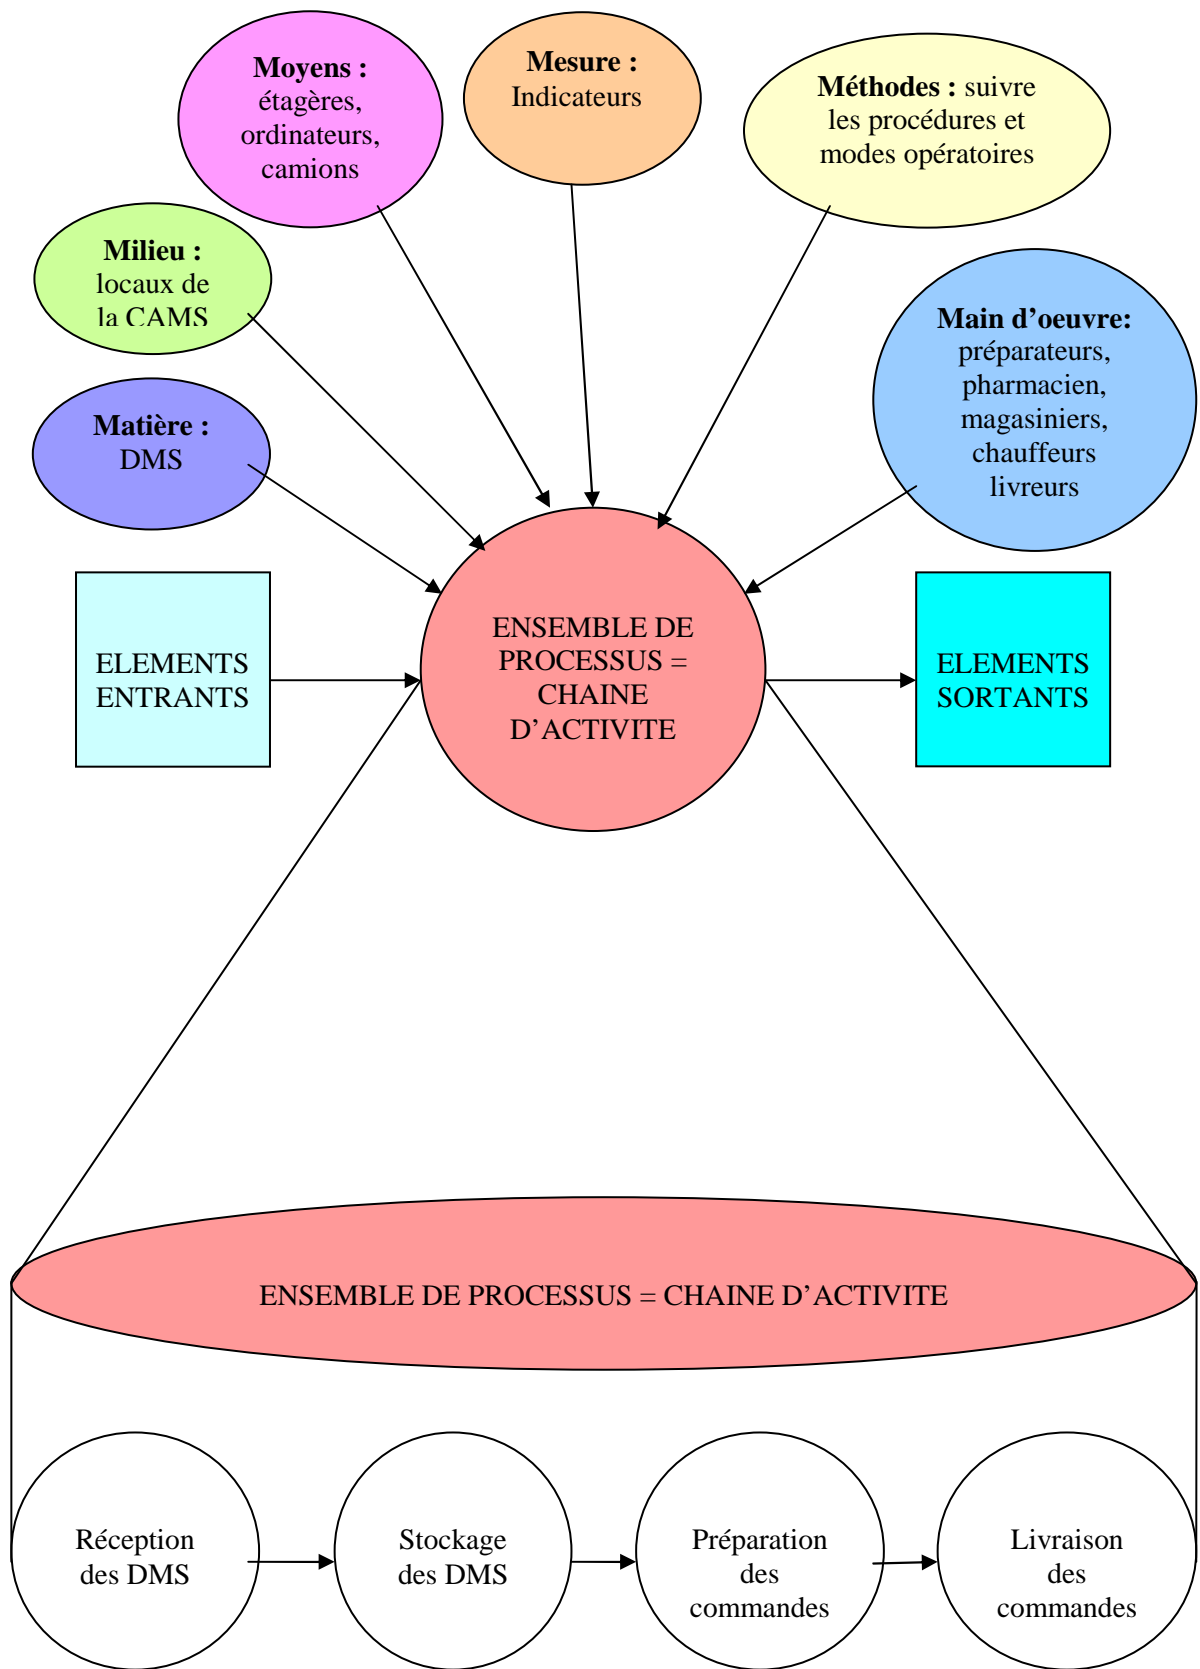 Moyens :
étagères,
ordinateurs,
camions
Mesure :
Indicateurs
Méthodes : suivre
les procédures et
modes opératoires
Milieu :
locaux de
la CAMS
Main d’oeuvre:
préparateurs,
pharmacien,
magasiniers,
chauffeurs
livreurs
Matière :
DMS
ELEMENTS
ENTRANTS
ENSEMBLE DE
PROCESSUS =
CHAINE
D’ACTIVITE
ELEMENTS
SORTANTS
ENSEMBLE DE PROCESSUS = CHAINE D’ACTIVITE
Réception
des DMS
Stockage
des DMS
Préparation
des
commandes
Livraison
des
commandes